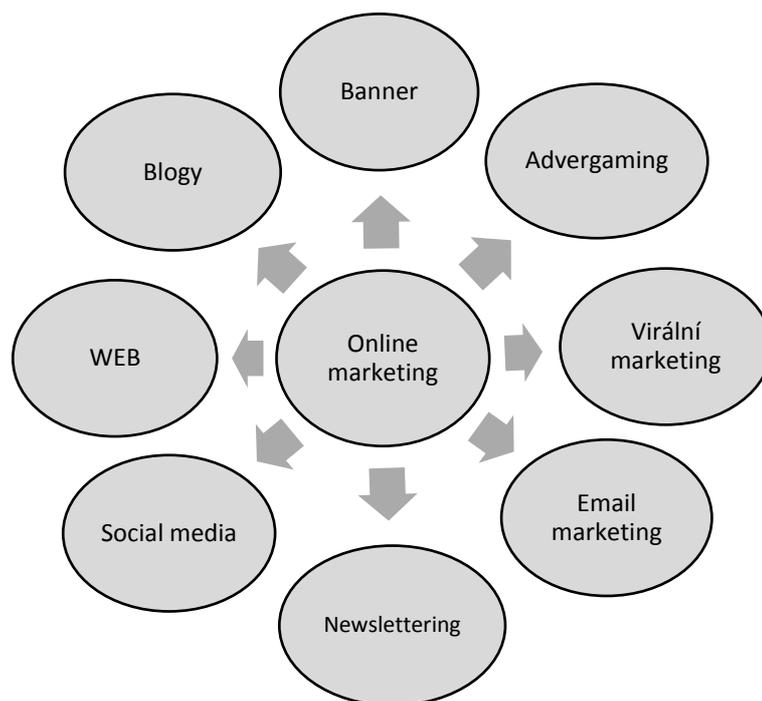 Banner
Blogy
Advergaming
WEB
Online
marketing
Virální
marketing
Social media
Email
marketing
Newslettering